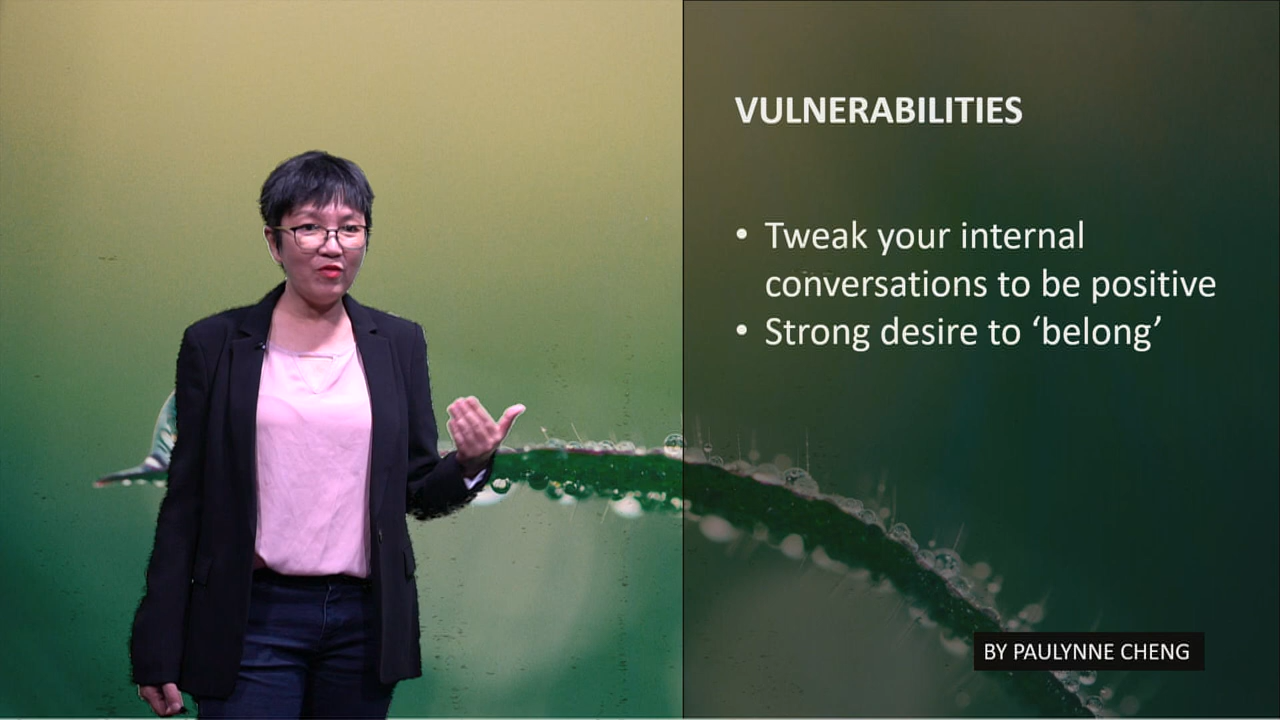 VULNERABILITIES
• Tweak your internal
conversations to be positive
• Strong desire to ‘belong’
BY PAULYNNE CHENG